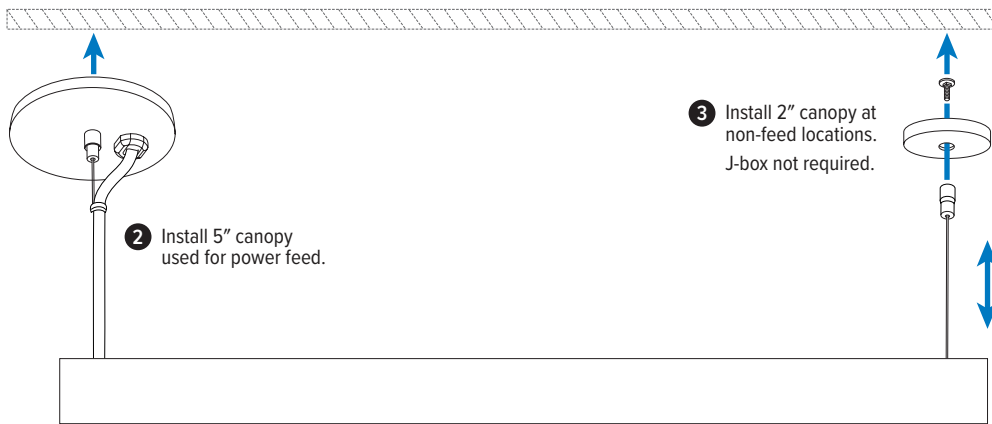 2 Install 5″ canopy
used for power feed.
3 Install 2″ canopy at
non-feed locations.
J-box not required.